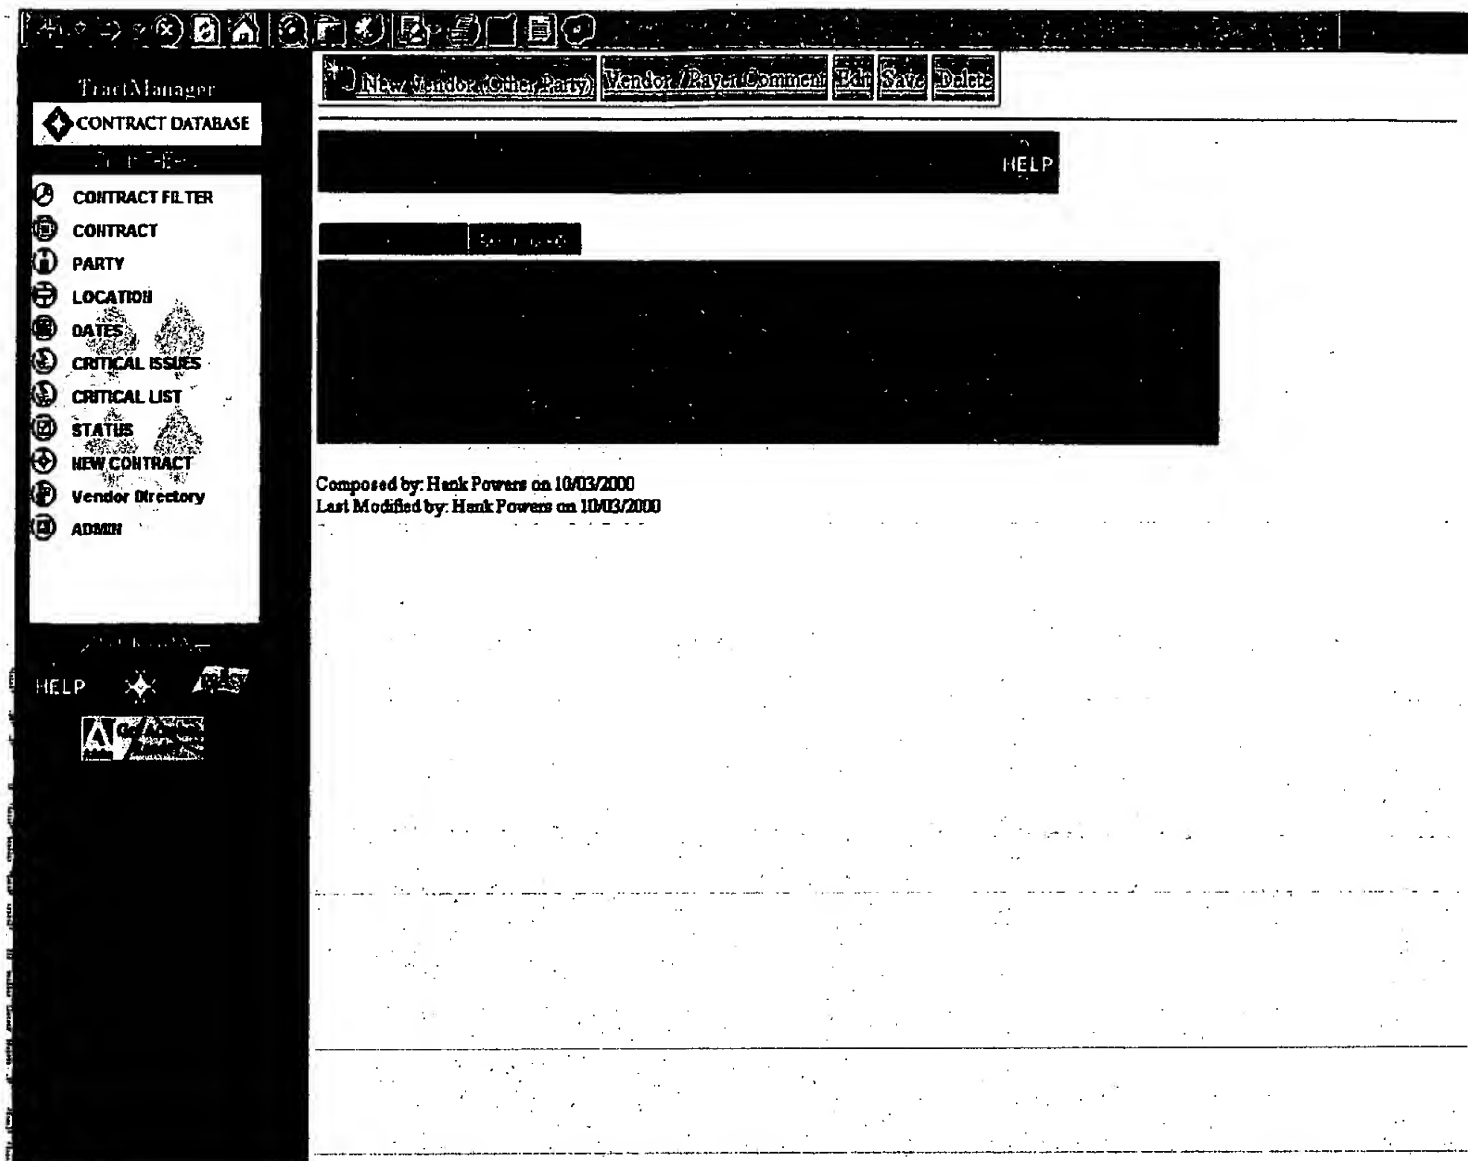 TractManager
CONTRACT DATABASE
CONTRACT FILTER
CONTRACT
PARTY
LOCATION
DATES
CRITICAL ISSUES
CRITICAL LIST
STATUS
NEW CONTRACT
Vendor Directory
ADMIN
HELP
New Vendor (Other Party) Vendor / Payer Comment Edit Save Delete
HELP
Composed by: Hank Powers on 10/03/2000
Last Modified by: Hank Powers on 10/03/2000